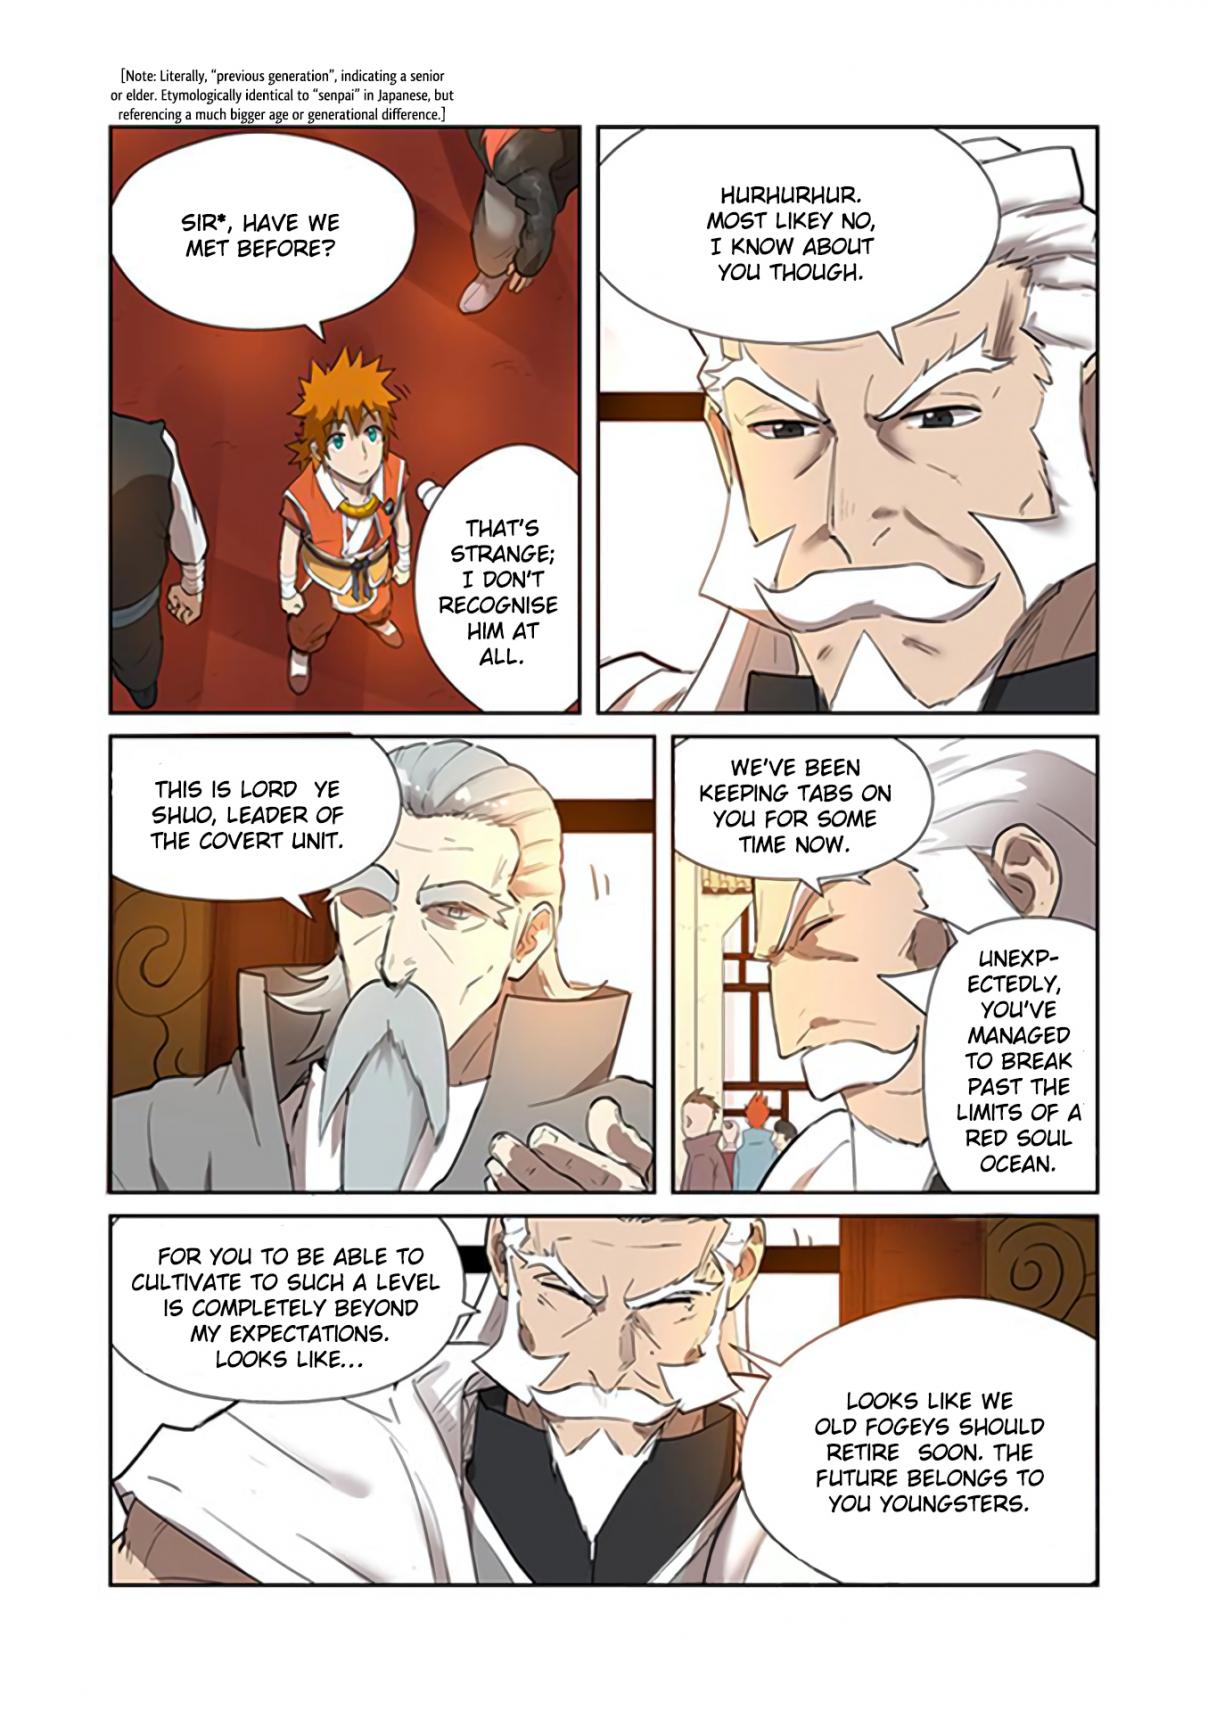 [Note: Literally, “previous generation”, indicating a senior
or elder. Etymologically identical to “senpai” in Japanese, but
referencing a much bigger age or generational difference.]
SIR*, HAVE WE
MET BEFORE?
THAT'S
STRANGE;
I DON'T
RECOGNISE
HIM AT
ALL.
HURHURHUR.
MOST LIKEY NO,
I KNOW ABOUT
YOU THOUGH.
THIS IS LORD YE
SHUO, LEADER OF
THE COVERT UNIT.
WE'VE BEEN
KEEPING TABS ON
YOU FOR SOME
TIME NOW.
UNEXP-
ECTEDLY,
YOU'VE
MANAGED
TO BREAK
PAST THE
LIMITS OF A
RED SOUL
OCEAN.
FOR YOU TO BE ABLE TO
CULTIVATE TO SUCH A LEVEL
IS COMPLETELY BEYOND
MY EXPECTATIONS.
LOOKS LIKE...
LOOKS LIKE WE
OLD FOGEYS SHOULD
RETIRE SOON. THE
FUTURE BELONGS TO
YOU YOUNGSTERS.